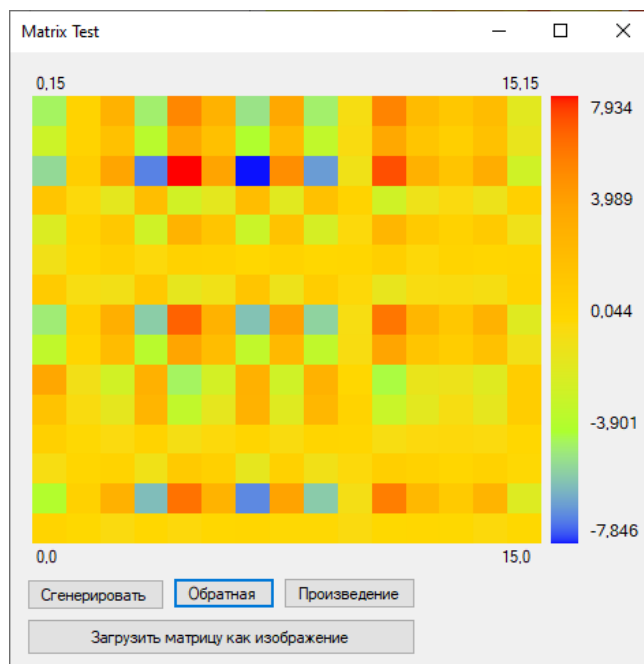 Matrix Test
0,15 15,15
7,934
3,989
0,044
-3,901
-7,846
0,0 15,0
Сгенерировать Обратная Произведение
Загрузить матрицу как изображение